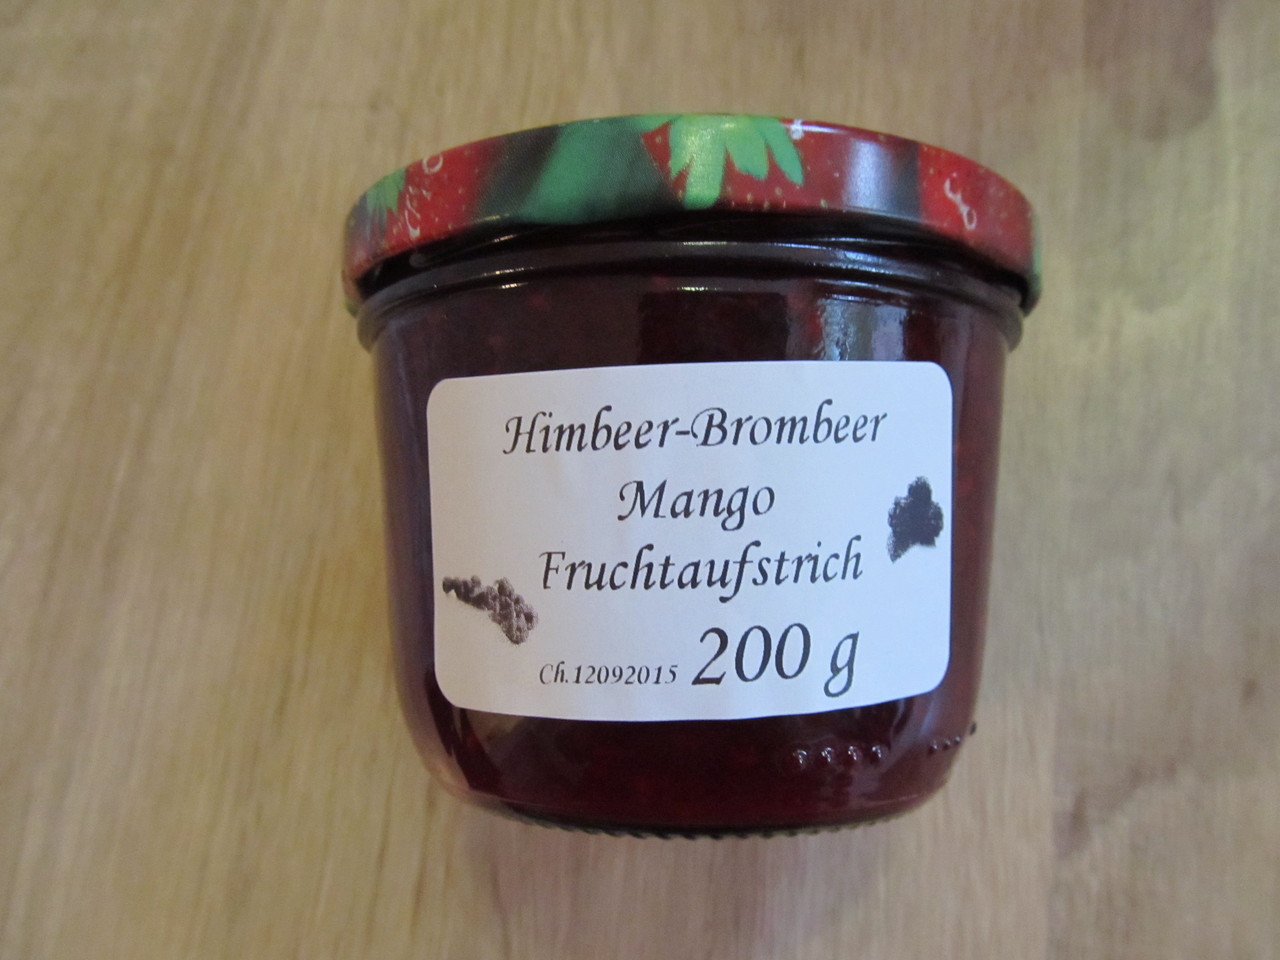 Himbeer-Brombeer
Mango
Fruchtaufstrich
Ch.12092015 200 g